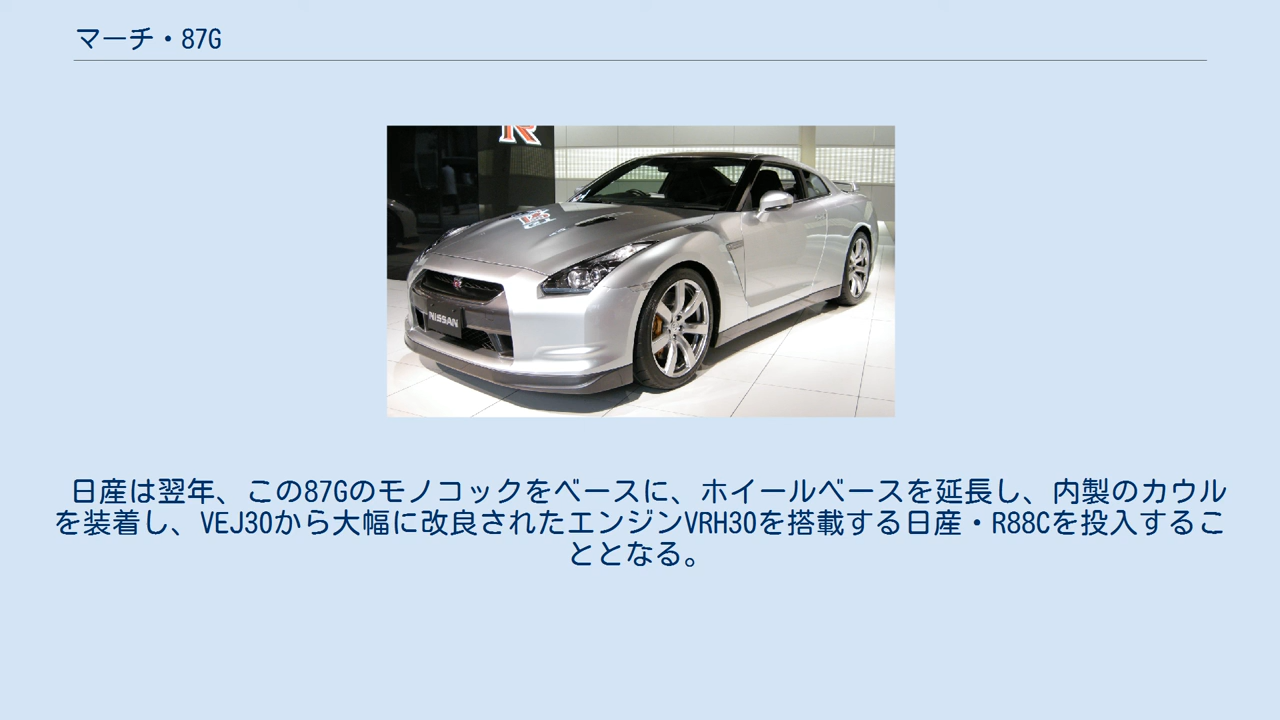 マーチ・87G
R
NISSAN
日産は翌年、この87Gのモノコックをベースに、ホイールベースを延長し、内製のカウル
を装着し、VEJ30から大幅に改良されたエンジンVRH30を搭載する日産・R88Cを投入するこ
ととなる。